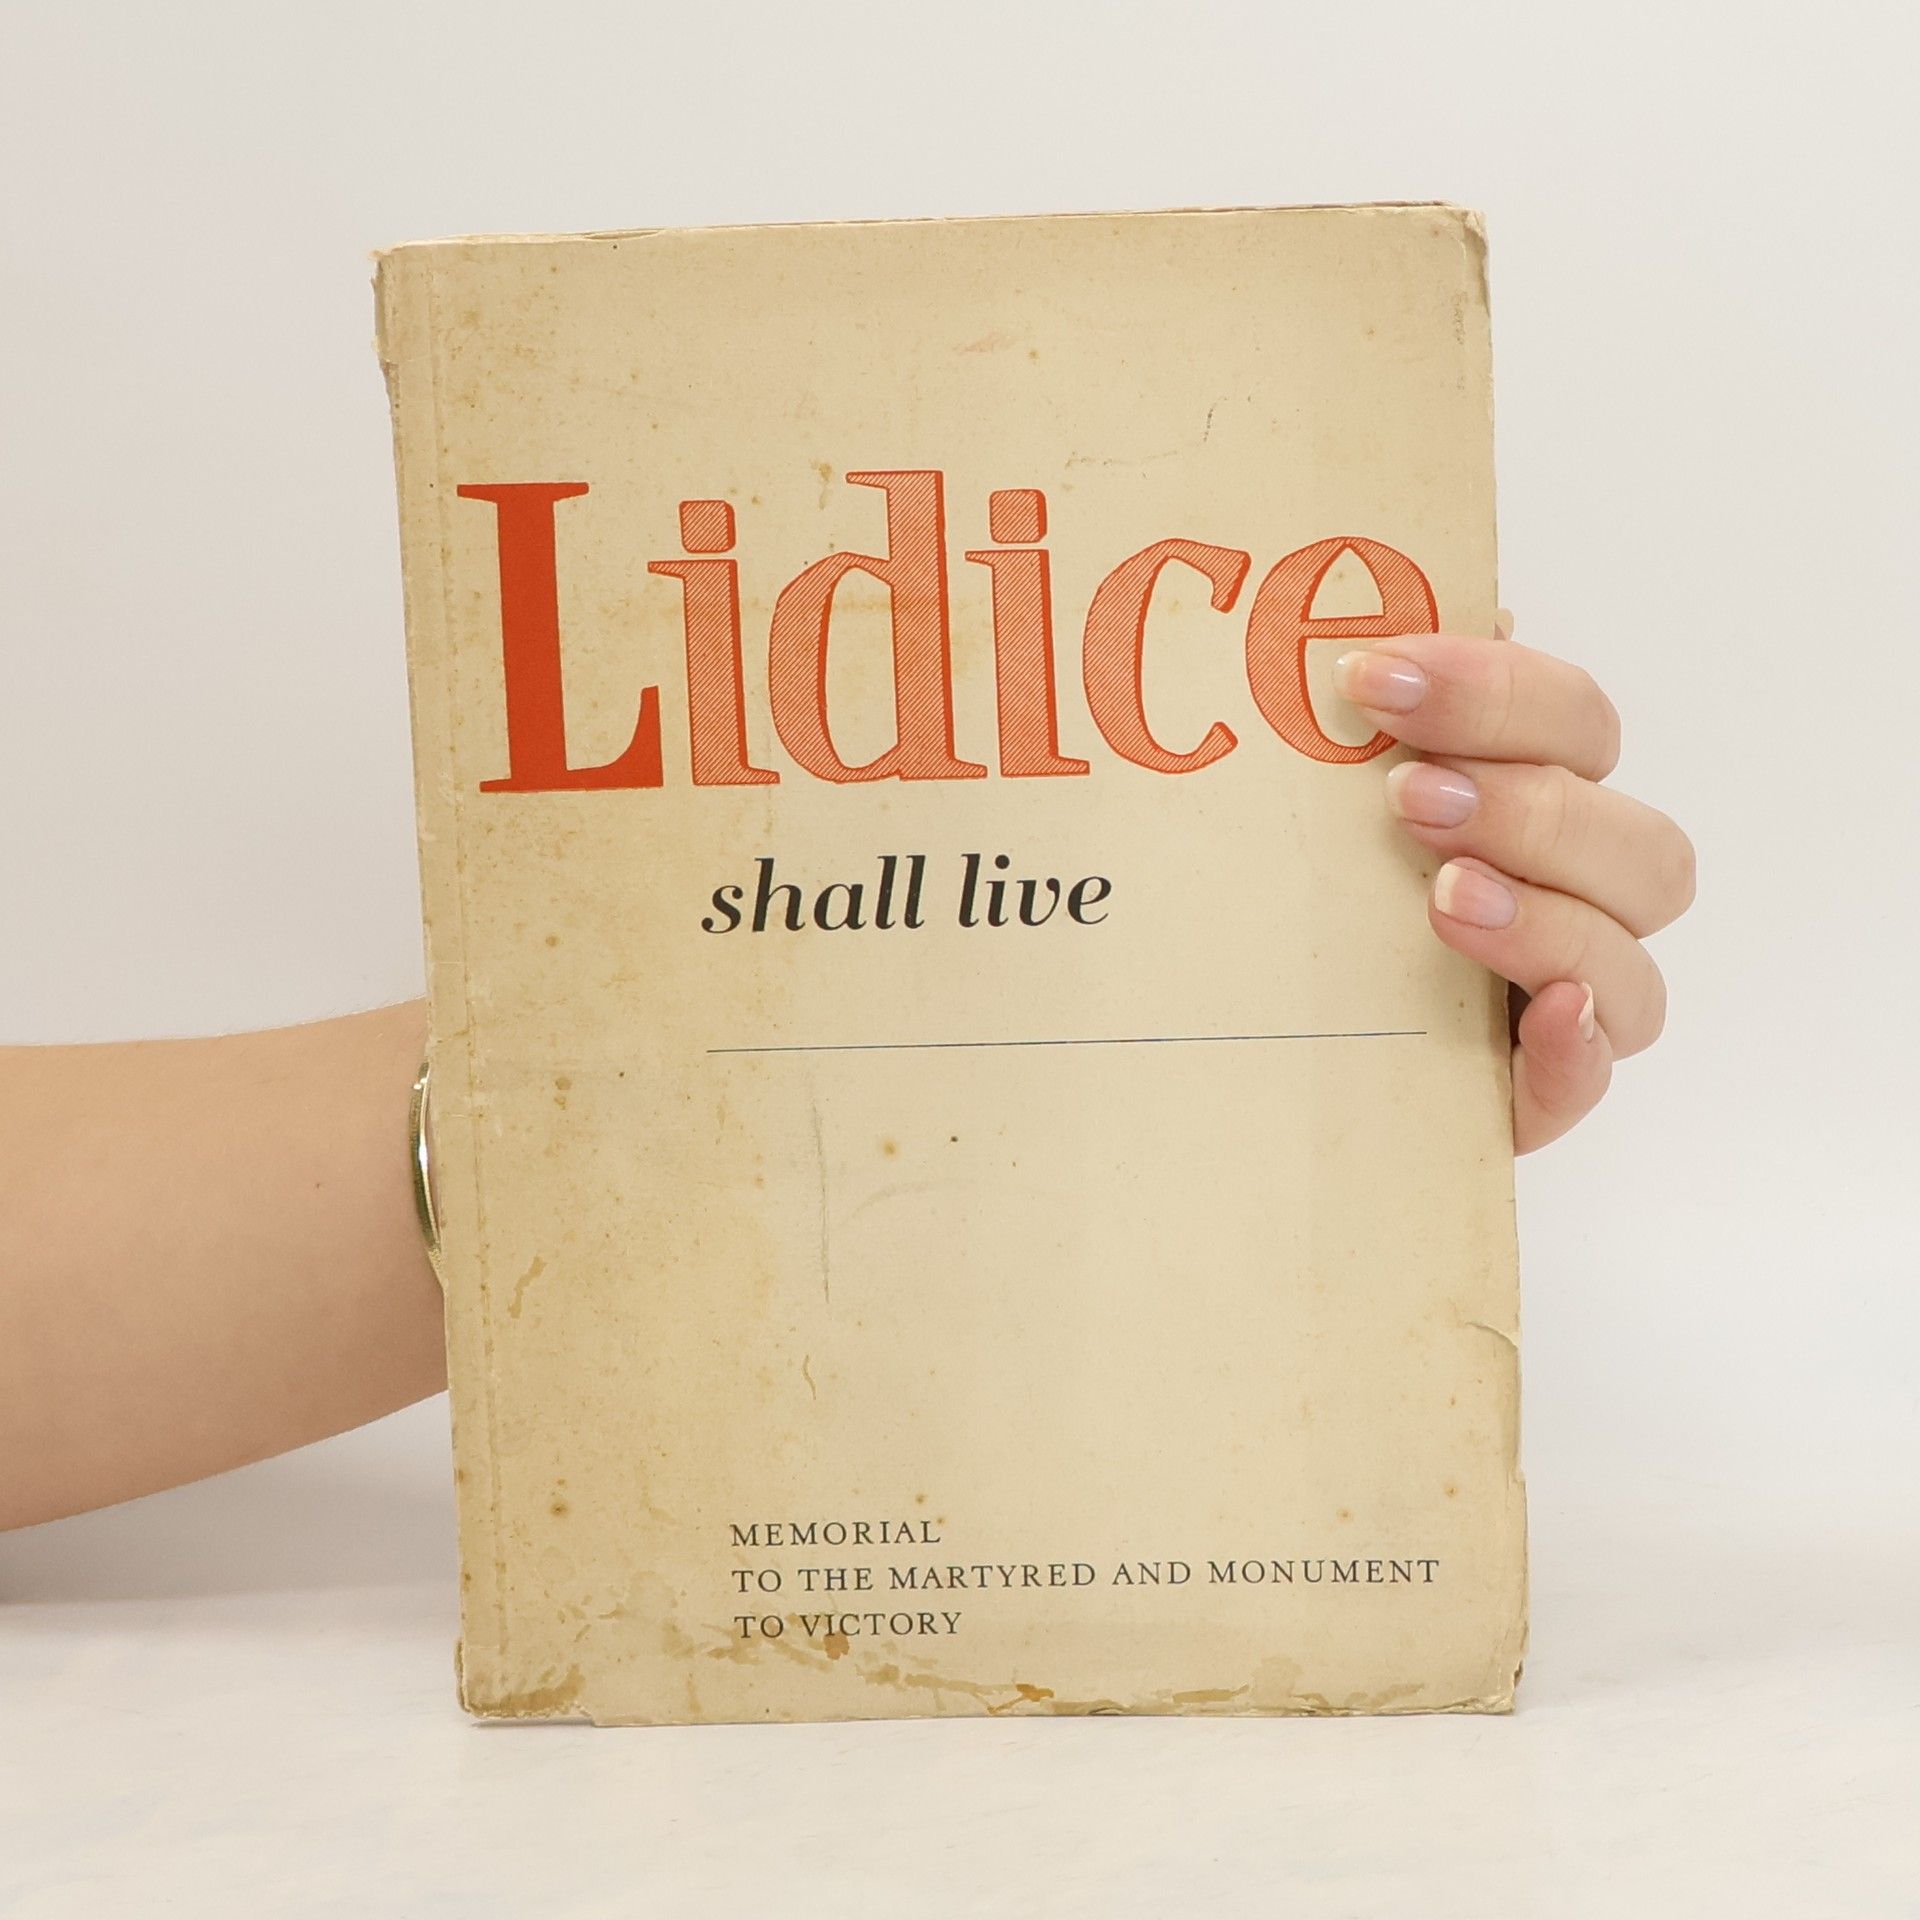 Lidice
shall live
MEMORIAL
TO THE MARTYRED AND MONUMENT
TO VICTORY